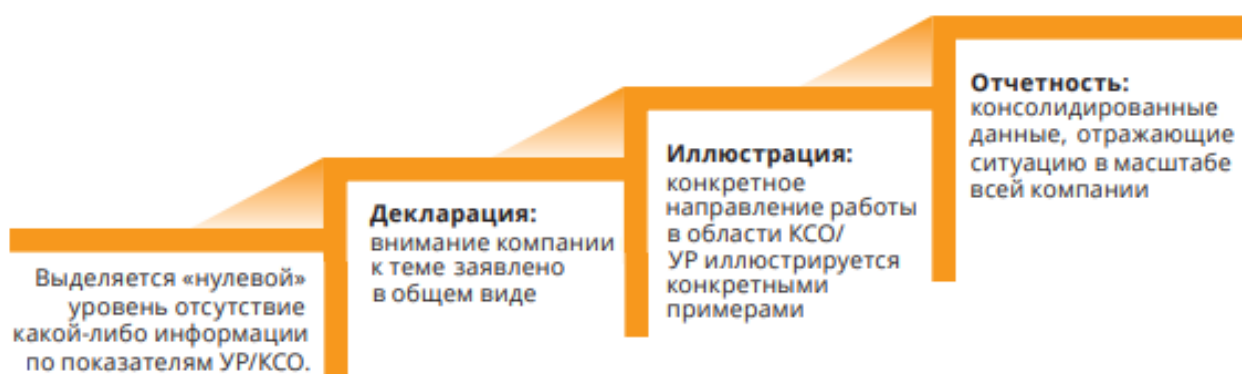 Выделяется «нулевой»
уровень отсутствие
какой-либо информации
по показателям УР/КСО.
Декларация:
внимание компании
к теме заявлено
в общем виде
Иллюстрация:
конкретное
направление работы
в области КСО/
УР иллюстрируется
конкретными
примерами
Отчетность:
консолидированные
данные, отражающие
ситуацию в масштабе
всей компании